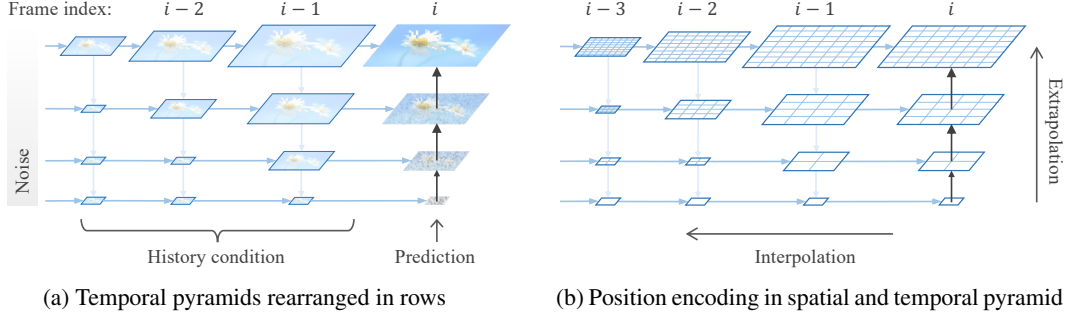 Frame index:
i − 2
i − 1
i
Noise
History condition
Prediction
(a) Temporal pyramids rearranged in rows
i − 3
i − 2
i − 1
i
Extrapolation
Interpolation
(b) Position encoding in spatial and temporal pyramid